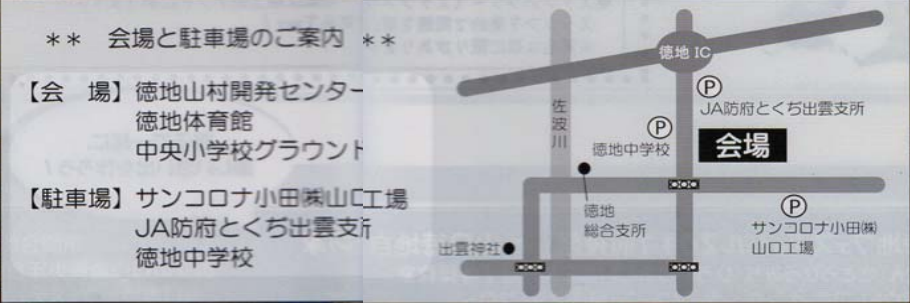 ** 会場と駐車場のご案内 **
【会　場】徳地山村開発センター
徳地体育館
中央小学校グラウンド
【駐車場】サンコロナ小田㈱山口工場
JA防府とくぢ出雲支所
徳地中学校
徳地 IC
Ⓟ
JA防府とくぢ出雲支所
佐波川
Ⓟ
徳地中学校
会場
徳地
総合支所
Ⓟ
サンコロナ小田㈱
山口工場
出雲神社